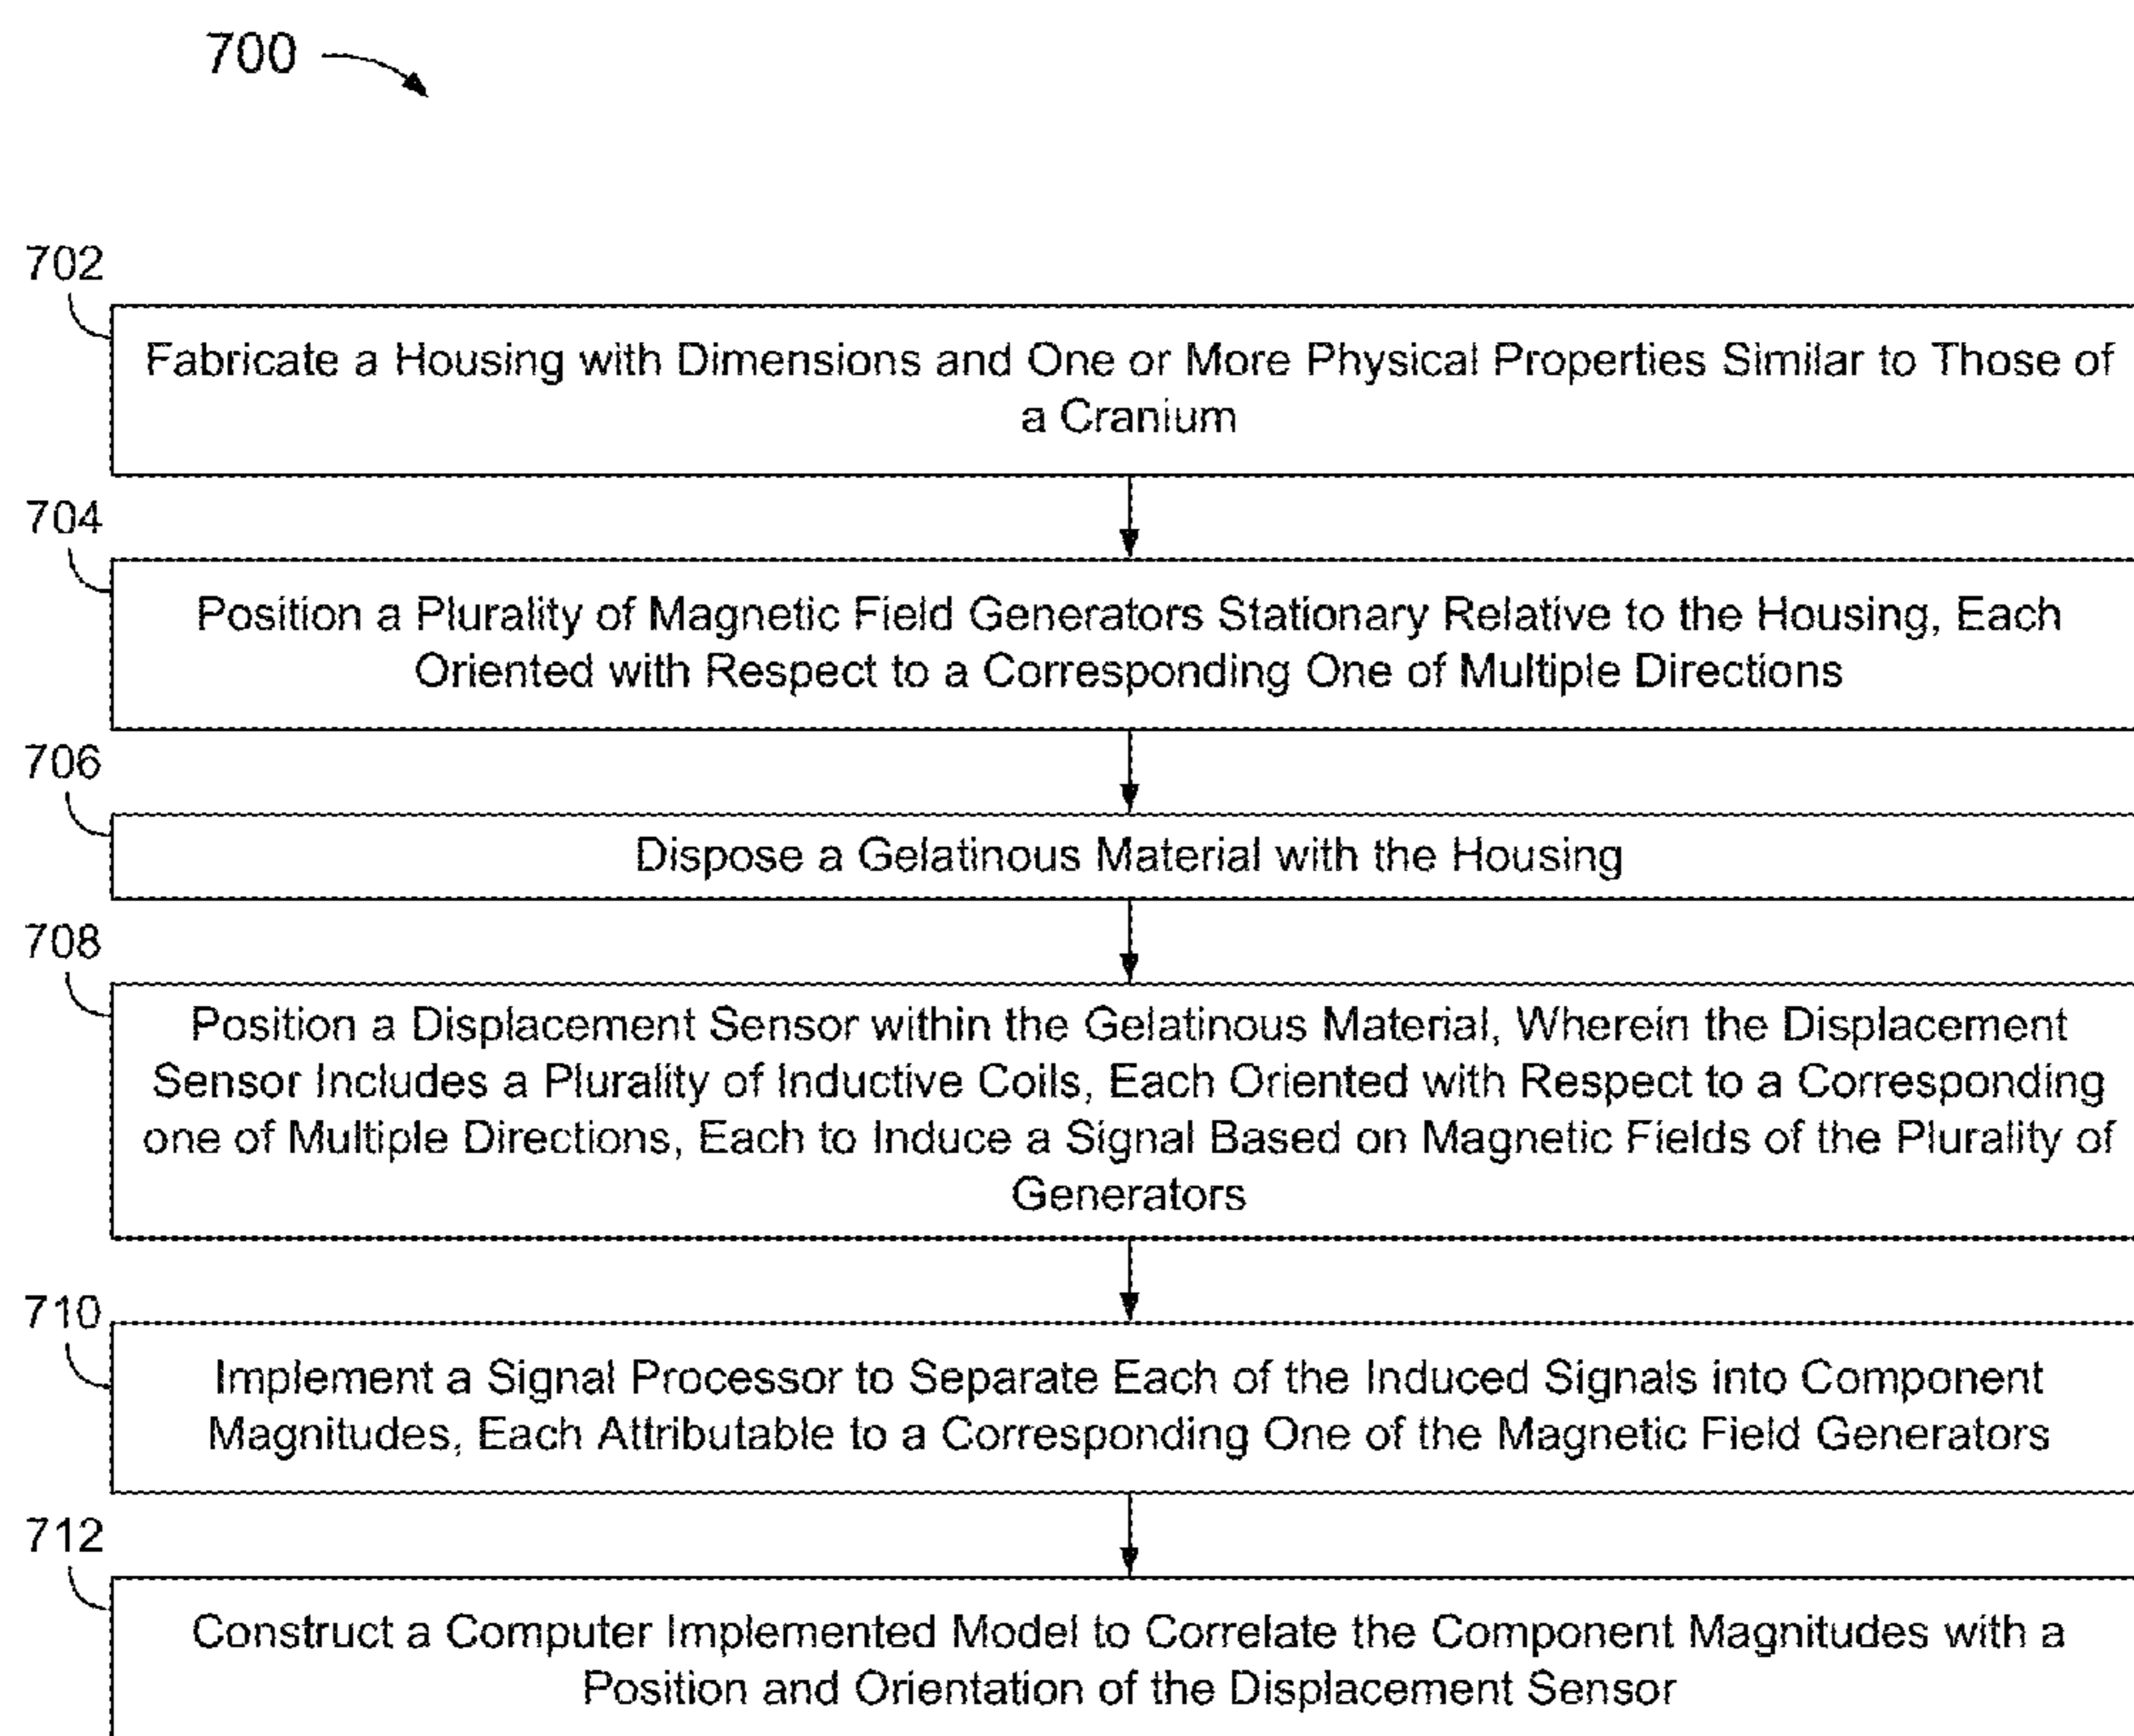 700
702
Fabricate a Housing with Dimensions and One or More Physical Properties Similar to Those of
a Cranium
704
Position a Plurality of Magnetic Field Generators Stationary Relative to the Housing, Each
Oriented with Respect to a Corresponding One of Multiple Directions
706
Dispose a Gelatinous Material with the Housing
708
Position a Displacement Sensor within the Gelatinous Material, Wherein the Displacement
Sensor Includes a Plurality of Inductive Coils, Each Oriented with Respect to a Corresponding
one of Multiple Directions, Each to Induce a Signal Based on Magnetic Fields of the Plurality of
Generators
710
Implement a Signal Processor to Separate Each of the Induced Signals into Component
Magnitudes, Each Attributable to a Corresponding One of the Magnetic Field Generators
712
Construct a Computer Implemented Model to Correlate the Component Magnitudes with a
Position and Orientation of the Displacement Sensor